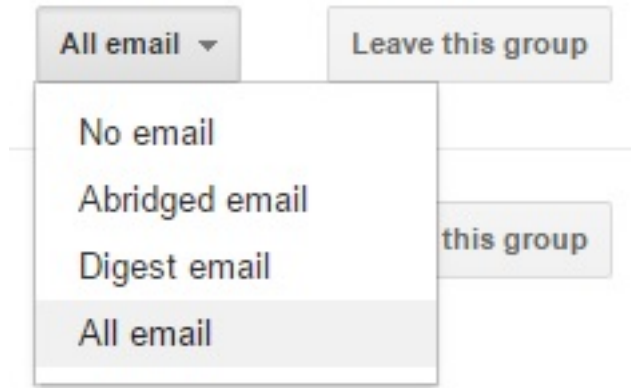 All email
Leave this group
No email
Abridged email
Digest email
this group
All email